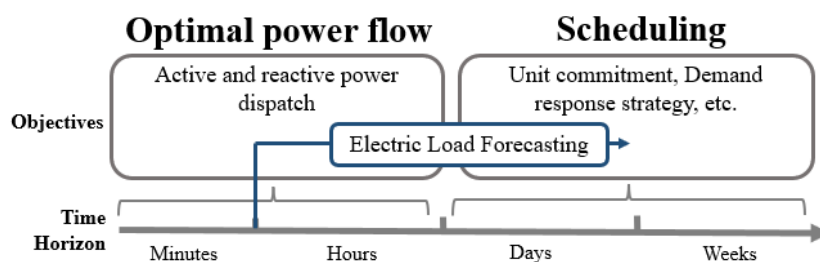 Optimal power flow
Scheduling
Active and reactive power
dispatch
Unit commitment, Demand
response strategy, etc.
Objectives
Electric Load Forecasting
Time
Horizon
Minutes
Hours
Days
Weeks